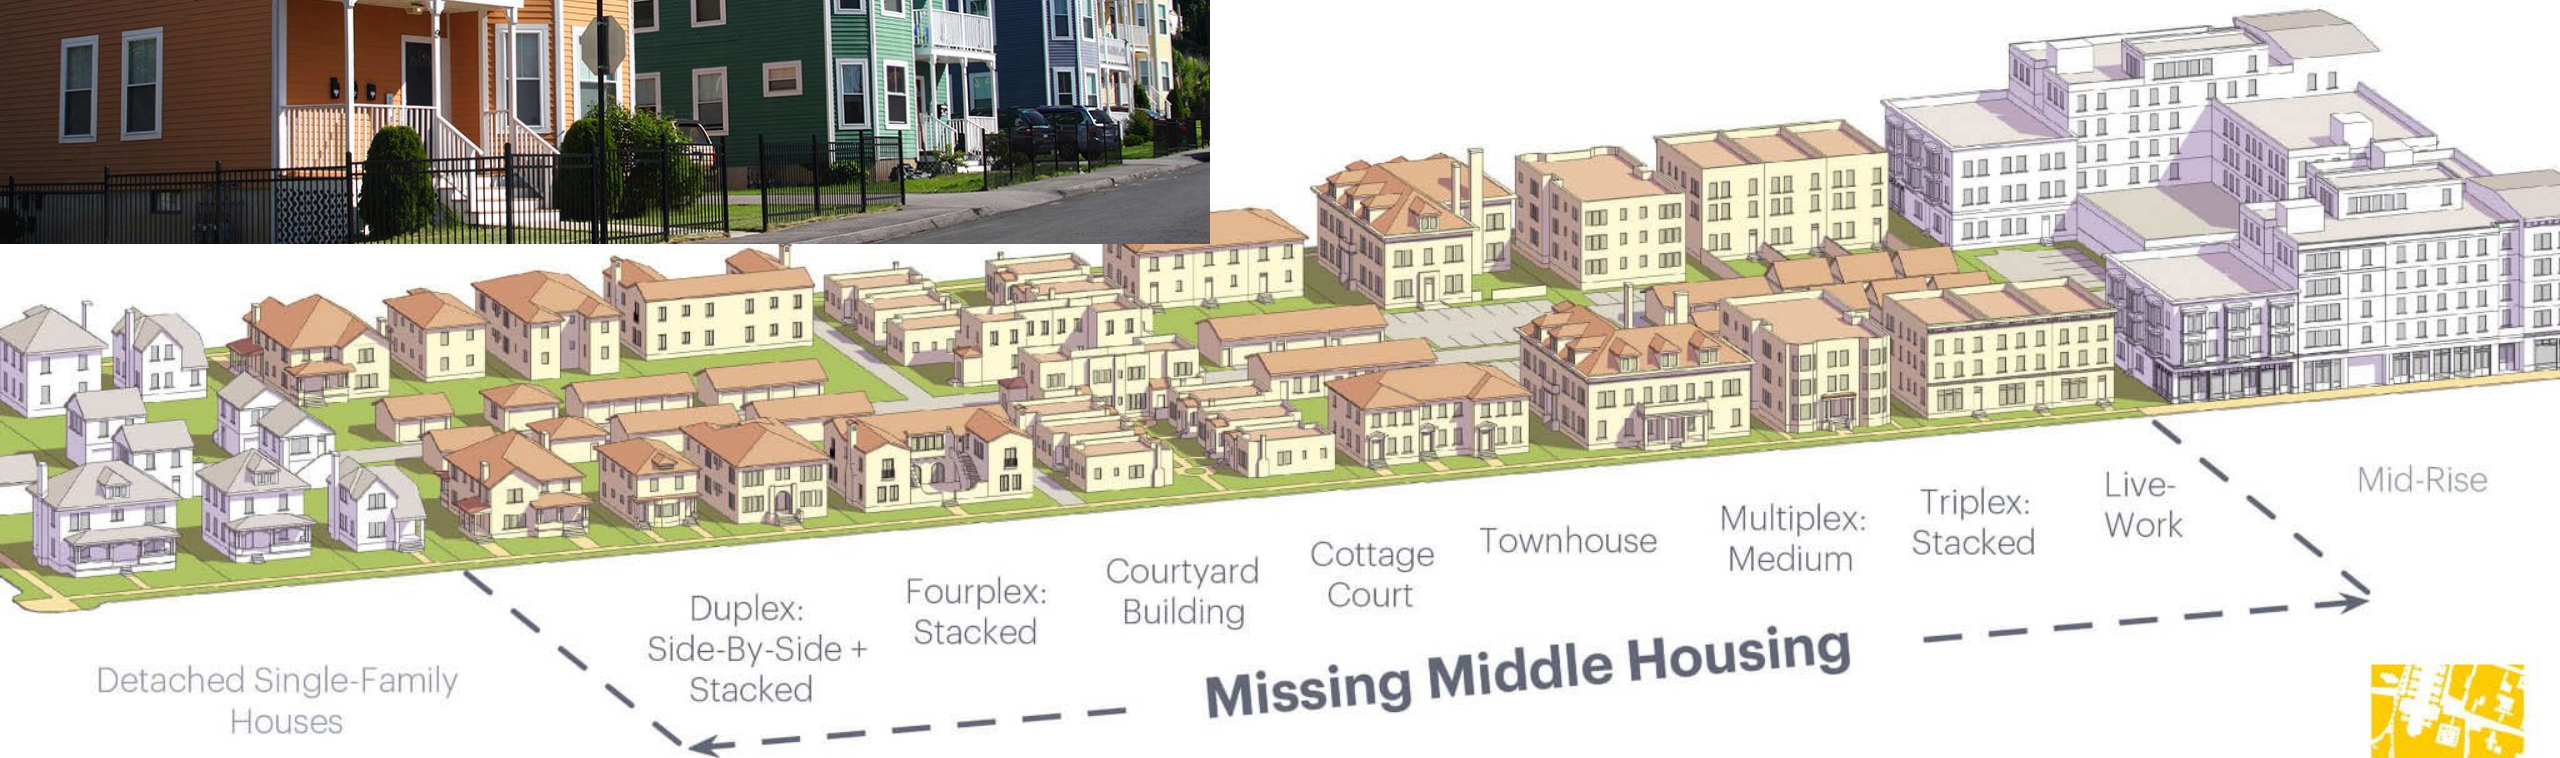 Detached Single-Family
Houses
Duplex:
Side-By-Side +
Stacked
Fourplex:
Stacked
Courtyard
Building
Cottage
Court
Townhouse
Multiplex:
Medium
Triplex:
Stacked
Live-
Work
Mid-Rise
Missing Middle Housing